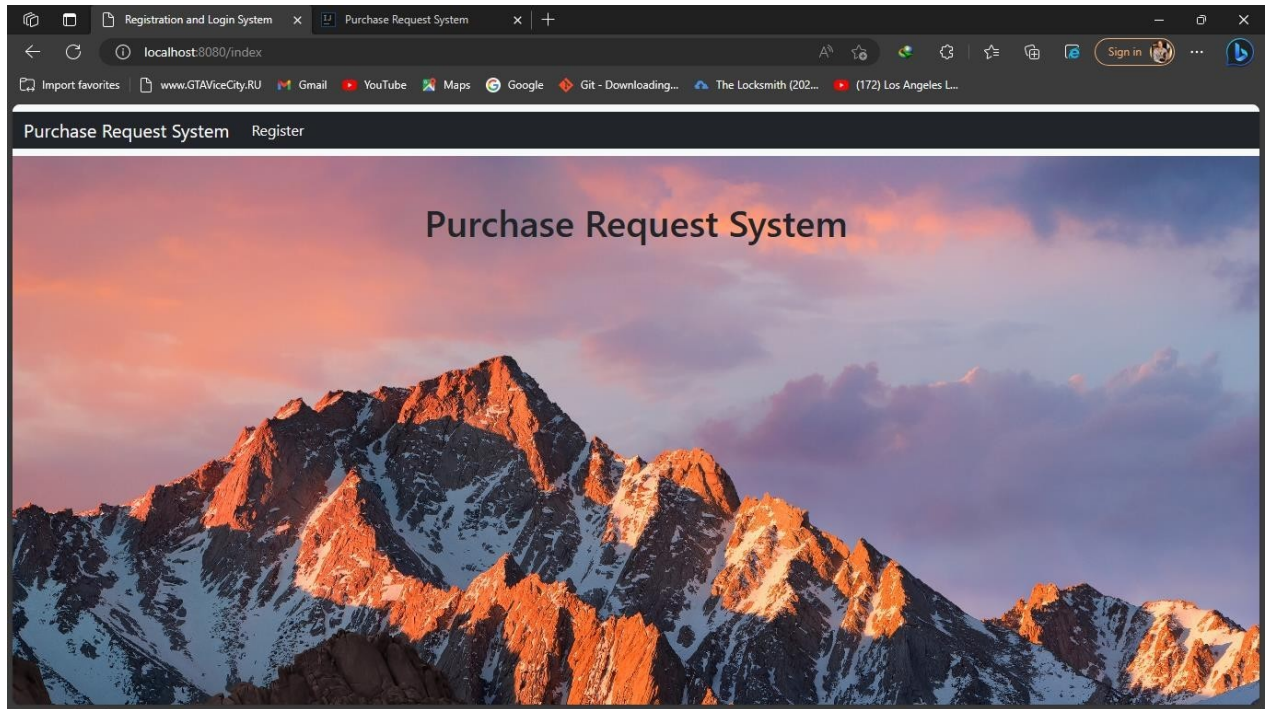 Registration and Login System
Purchase Request System
localhost:8080/index
Sign in
Import favorites
www.GTAViceCity.RU
Gmail
YouTube
Maps
Google
Git - Downloading...
The Locksmith (202...
(172) Los Angeles L...
Purchase Request System Register
Purchase Request System